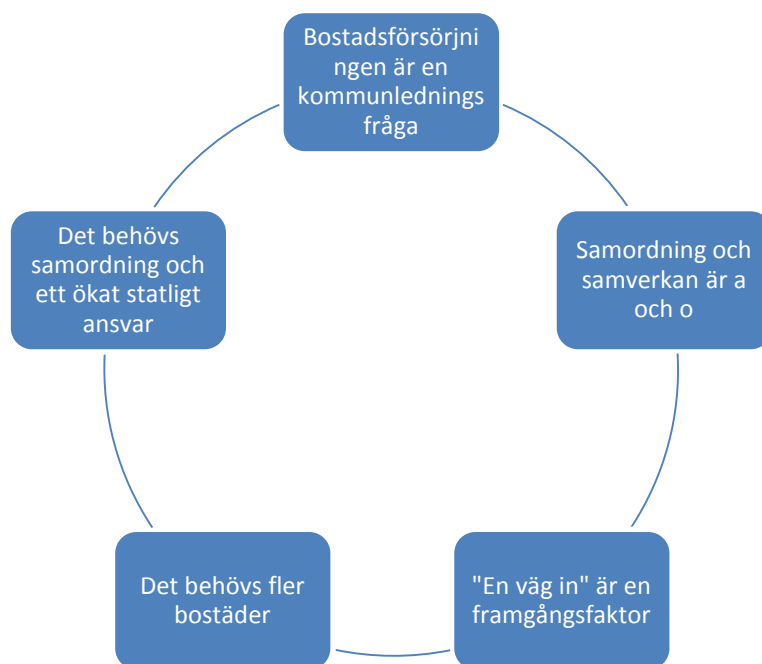 Bostadsförsörjni
ngen är en
kommunlednings
fråga
Samordning och
samverkan är a
och o
"En väg in" är en
framgångsfaktor
Det behövs fler
bostäder
Det behövs
samordning och
ett ökat statligt
ansvar